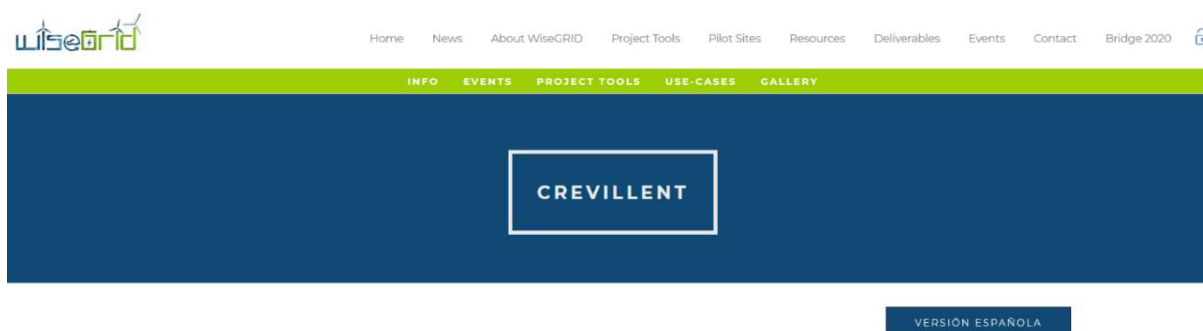 wiseGrid
Home News About WiseGRID Project Tools Pilot Sites Resources Deliverables Events Contact Bridge 2020
INFO EVENTS PROJECT TOOLS USE-CASES GALLERY
CREVILLENT
VERSIÓN ESPAÑOLA